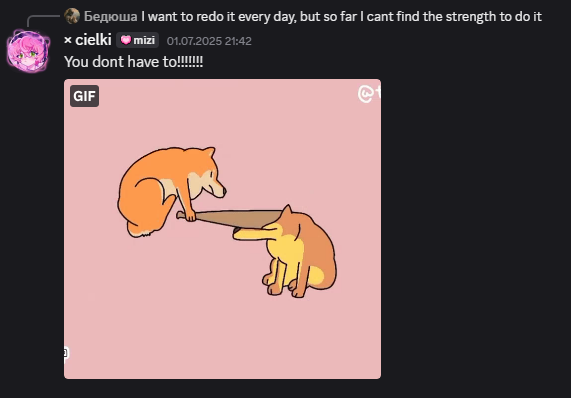 Бедюша I want to redo it every day, but so far I cant find the strength to do it
× cielki mizi 01.07.2025 21:42
You dont have to!!!!!!!
GIF